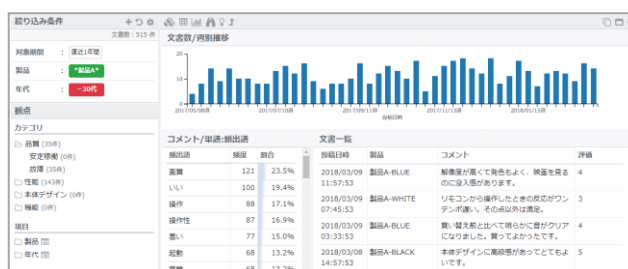 絞り込み条件
文書数 : 515 件
対象期間 : 直近1年間
製品 : "製品A"
年代 : -30代
観点
カテゴリ
品質 (35件)
安定稼働 (0件)
故障 (35件)
性能 (143件)
本体デザイン (0件)
機能 (0件)
項目
製品
年代
文書数/週別推移
20
10
0
2017/05/08週
2017/07/10週
2017/09/11週
2017/11/13週
2018/01/15週
投稿日時
コメント/単語:頻出語
頻出語 頻度 割合
画質 121 23.5%
いい 100 19.4%
操作 88 17.1%
操作性 87 16.9%
悪い 77 15.0%
起動 68 13.2%
68 13.2%
文書一覧
投稿日時 製品 コメント 評価
2018/03/09 11:57:53 製品A-BLUE 解像度が高くて発色もよく、映画を見る 4
のに没入感があります。
2018/03/09 07:45:53 製品A-WHITE リモコンから操作したときの反応がワン 3
テンポ遅い。その点以外は満足。
2018/03/09 03:33:53 製品A-BLUE 買い替え前と比べて明らかに音がクリア 4
になりました。買ってよかったです。
2018/03/08 14:57:53 製品A-BLACK 本体デザインに高級感があってとてもよ 5
いです。